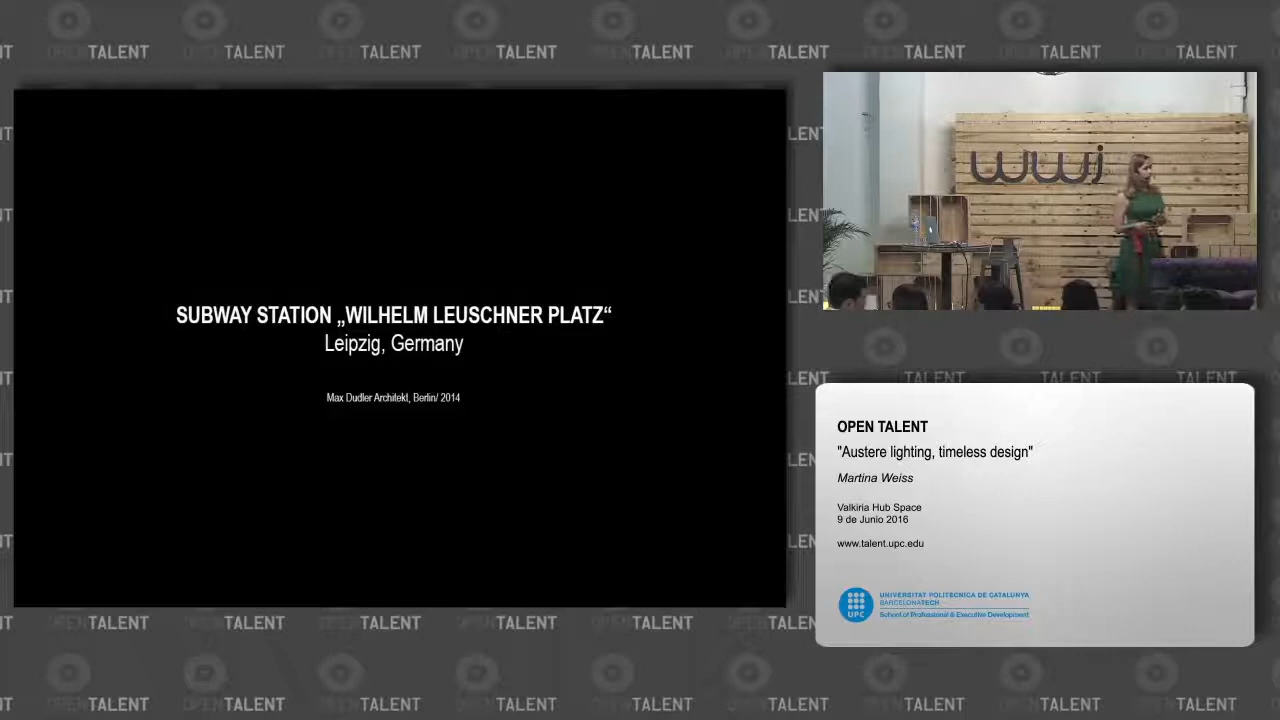 SUBWAY STATION „WILHELM LEUSCHNER PLATZ“
Leipzig, Germany
Max Dudler Architekt, Berlin/ 2014
wwj
OPEN TALENT
"Austere lighting, timeless design"
Martina Weiss
Valkiria Hub Space
9 de Junio 2016
www.talent.upc.edu
UPC
UNIVERSITAT POLITÈCNICA DE CATALUNYA
BARCELONATECH
School of Professional & Executive Development
OPENTALENT